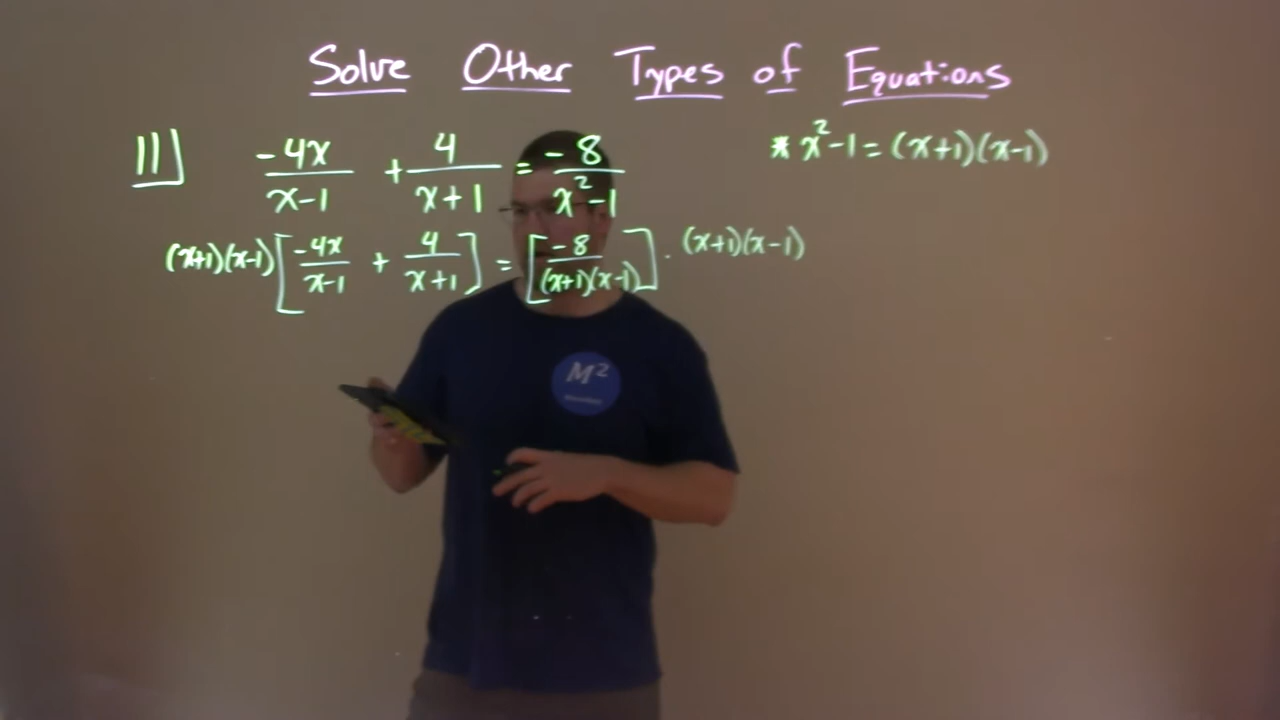 Solve Other Types of Equations
11] -4x/(x-1) + 4/(x+1) = -8/(x²-1) * x²-1 = (x+1)(x-1)
(x+1)(x-1)[-4x/(x-1) + 4/(x+1)] = [-8/((x+1)(x-1))] · (x+1)(x-1)
M²